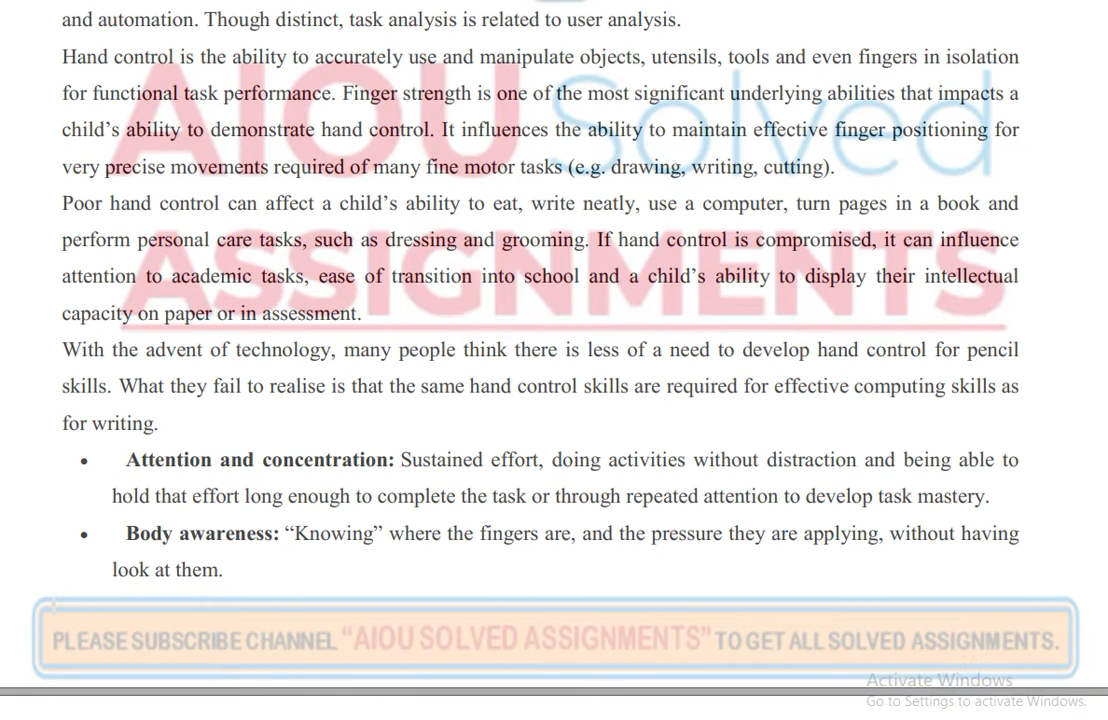 and automation. Though distinct, task analysis is related to user analysis.
Hand control is the ability to accurately use and manipulate objects, utensils, tools and even fingers in isolation
for functional task performance. Finger strength is one of the most significant underlying abilities that impacts a
child’s ability to demonstrate hand control. It influences the ability to maintain effective finger positioning for
very precise movements required of many fine motor tasks (e.g. drawing, writing, cutting).
Poor hand control can affect a child’s ability to eat, write neatly, use a computer, turn pages in a book and
perform personal care tasks, such as dressing and grooming. If hand control is compromised, it can influence
attention to academic tasks, ease of transition into school and a child’s ability to display their intellectual
capacity on paper or in assessment.
With the advent of technology, many people think there is less of a need to develop hand control for pencil
skills. What they fail to realise is that the same hand control skills are required for effective computing skills as
for writing.
• Attention and concentration: Sustained effort, doing activities without distraction and being able to
hold that effort long enough to complete the task or through repeated attention to develop task mastery.
• Body awareness: “Knowing” where the fingers are, and the pressure they are applying, without having
look at them.
AIOU Solved
ASSIGNMENTS
PLEASE SUBSCRIBE CHANNEL “AIOU SOLVED ASSIGNMENTS” TO GET ALL SOLVED ASSIGNMENTS.
Activate Windows
Go to Settings to activate Windows.